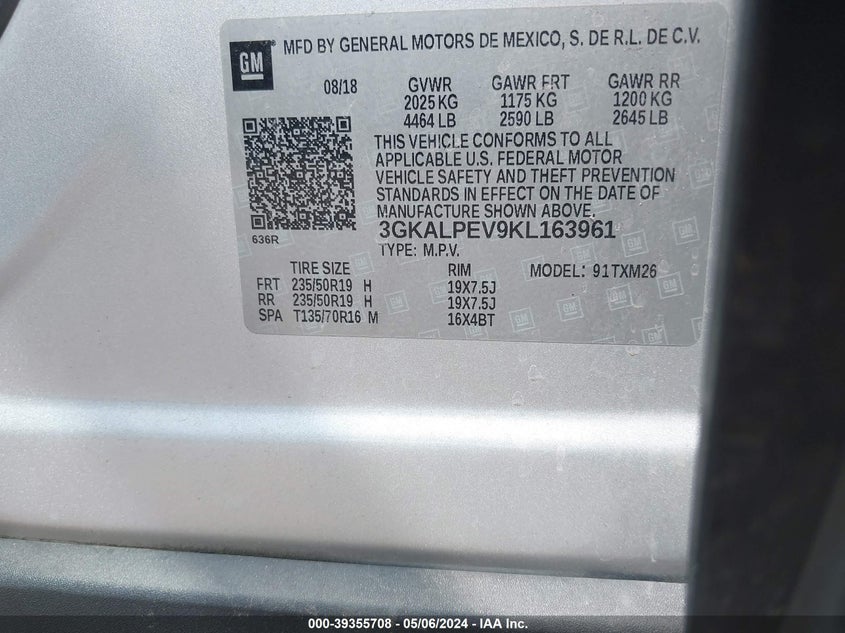 GM ® MFD BY GENERAL MOTORS DE MEXICO, S. DE R.L. DE C.V.
08/18 GVWR GAWR FRT GAWR RR
2025 KG 1175 KG 1200 KG
4464 LB 2590 LB 2645 LB
THIS VEHICLE CONFORMS TO ALL
APPLICABLE U.S. FEDERAL MOTOR
VEHICLE SAFETY AND THEFT PREVENTION
STANDARDS IN EFFECT ON THE DATE OF
MANUFACTURE SHOWN ABOVE.
636R 3GKALPEV9KL163961
TYPE: M.P.V.
TIRE SIZE RIM MODEL: 91TXM26
FRT 235/50R19 H 19X7.5J
RR 235/50R19 H 19X7.5J
SPA T135/70R16 M 16X4BT
000-39355708 - 05/06/2024 - IAA Inc.